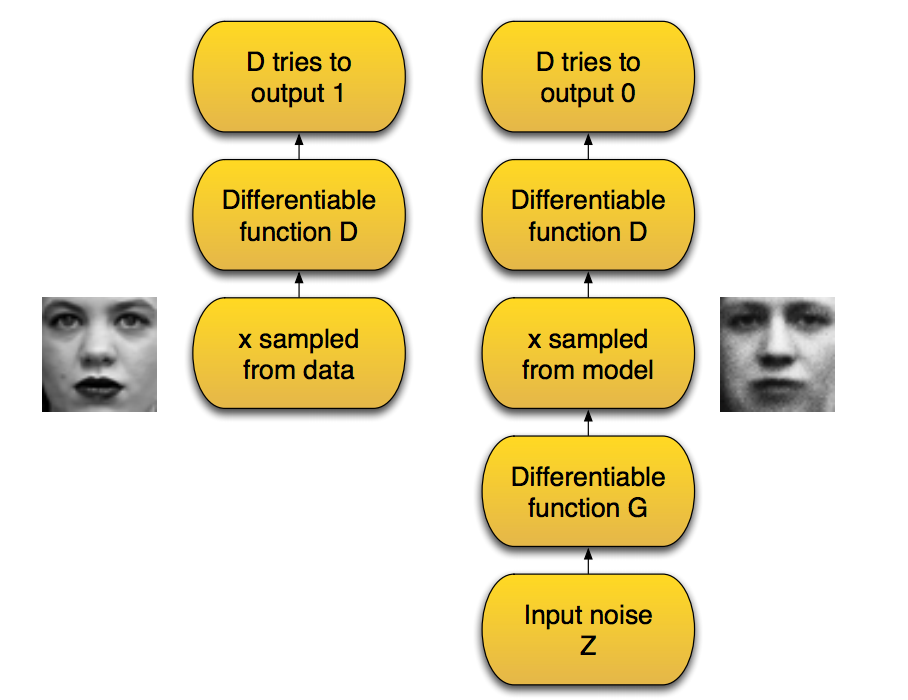 D tries to
output 1
Differentiable
function D
x sampled
from data
D tries to
output 0
Differentiable
function D
x sampled
from model
Differentiable
function G
Input noise
Z